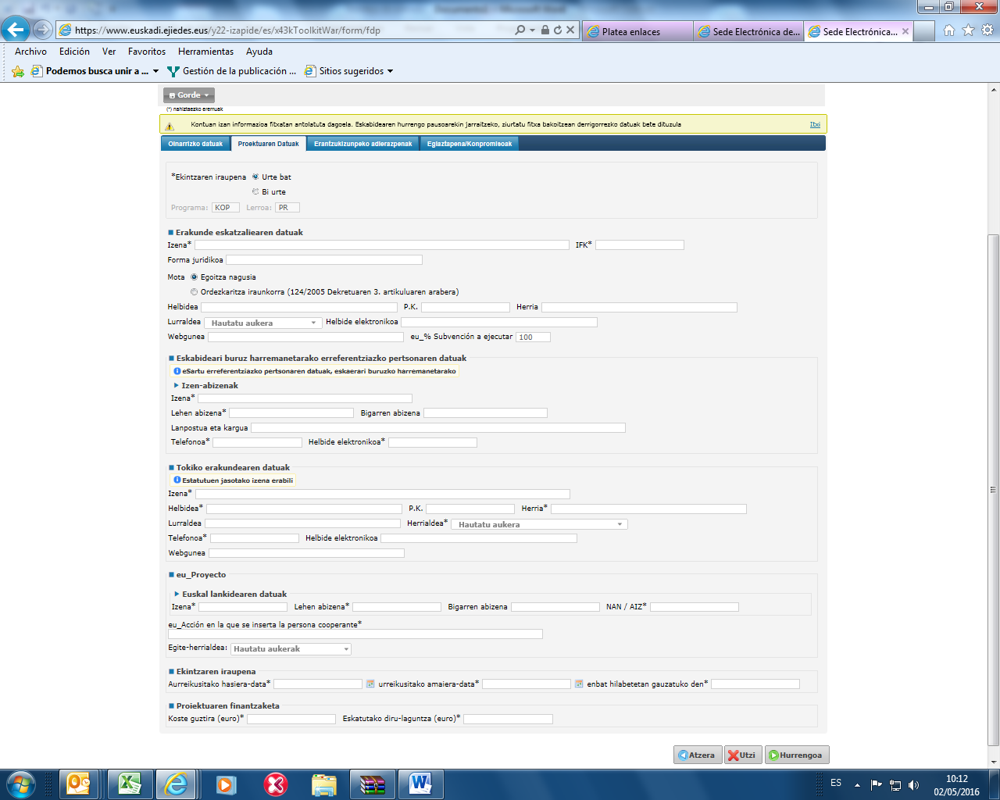 https://www.euskadi.ejiedes.eus/y22-izapide/es/x43kToolkitWar/form/fdp
Platea enlaces
Sede Electrónica de...
Sede Electrónica...
Archivo Edición Ver Favoritos Herramientas Ayuda
Podemos busca unir a ... Gestión de la publicación ... Sitios sugeridos
Gorde
(*) nahiztaezko eremuak
Kontuan izan informazioa fitxatan antolatuta dagoela. Eskabidearen hurrengo pausoarekin jarraitzeko, ziurtatu fitxa bakoitzean derrigorrezko datuak bete dituzula Itxi
Oinarrizko datuak Proiektuaren Datuak Erantzukizunpeko adierazpenak Egiaztapena/Konpromisoak
*Ekintzaren iraupena Urte bat
Bi urte
Programa: KOP Lerroa: PR
Erakunde eskatzaliearen datuak
Izena* IFK*
Forma juridikoa
Mota Egoitza nagusia
Ordezkaritza iraunkorra (124/2005 Dekretuaren 3. artikuluaren arabera)
Helbidea P.K. Herria
Lurraldea Hautatu aukera Helbide elektronikoa
Webgunea eu_% Subvención a ejecutar 100
Eskabideari buruz harremanetarako erreferentziazko pertsonaren datuak
eSartu erreferentziazko pertsonaren datuak, eskaerari buruzko harremanetarako
Izen-abizenak
Izena*
Lehen abizena* Bigarren abizena
Lanpostua eta kargua
Telefonoa* Helbide elektronikoa*
Tokiko erakundearen datuak
Estatutuen jasotako izena erabili
Izena*
Helbidea* P.K. Herria*
Lurraldea Herrialdea* Hautatu aukera
Telefonoa* Helbide elektronikoa
Webgunea
eu_Proyecto
Euskal lankidearen datuak
Izena* Lehen abizena* Bigarren abizena NAN / AIZ*
eu_Acción en la que se inserta la persona cooperante*
Egite-herrialdea: Hautatu aukerak
Ekintzaren iraupena
Aurreikusitako hasiera-data* urreikusitako amaiera-data* enbat hilabetetan gauzatuko den*
Proiektuaren finantzaketa
Koste guztira (euro)* Eskatutako diru-laguntza (euro)*
Atzera Utzi Hurrengoa
ES
10:12
02/05/2016